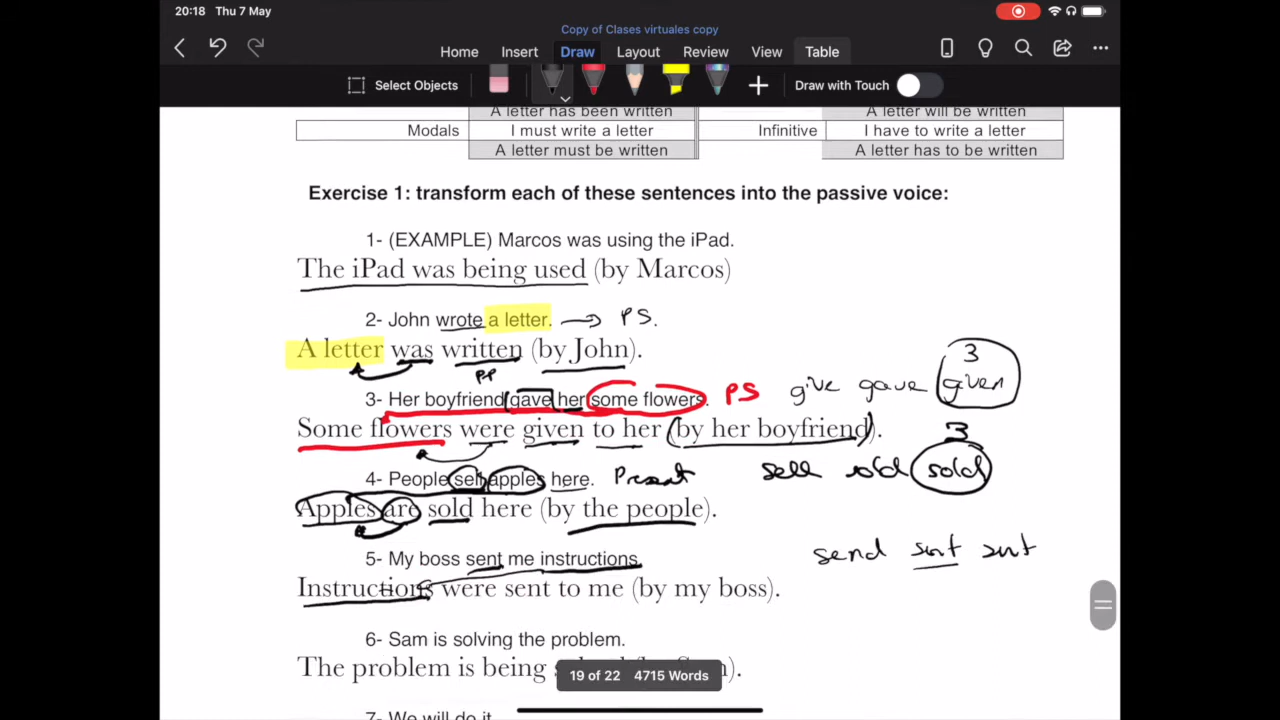 20:18 Thu 7 May
Copy of Clases virtuales copy
Home Insert Draw Layout Review View Table
Select Objects Draw with Touch
A letter has been written A letter will be written
Modals I must write a letter Infinitive I have to write a letter
A letter must be written A letter has to be written
Exercise 1: transform each of these sentences into the passive voice:
1- (EXAMPLE) Marcos was using the iPad.
The iPad was being used (by Marcos)
2- John wrote a letter. → PS.
A letter was written (by John).
PP
3
3- Her boyfriend gave her some flowers. PS give gave given
Some flowers were given to her (by her boyfriend).
3
4- People sell apples here. Present sell sold sold
Apples are sold here (by the people).
5- My boss sent me instructions. send sent sent
Instructions were sent to me (by my boss).
6- Sam is solving the problem.
The problem is being
19 of 22 4715 Words
7- We will do it.